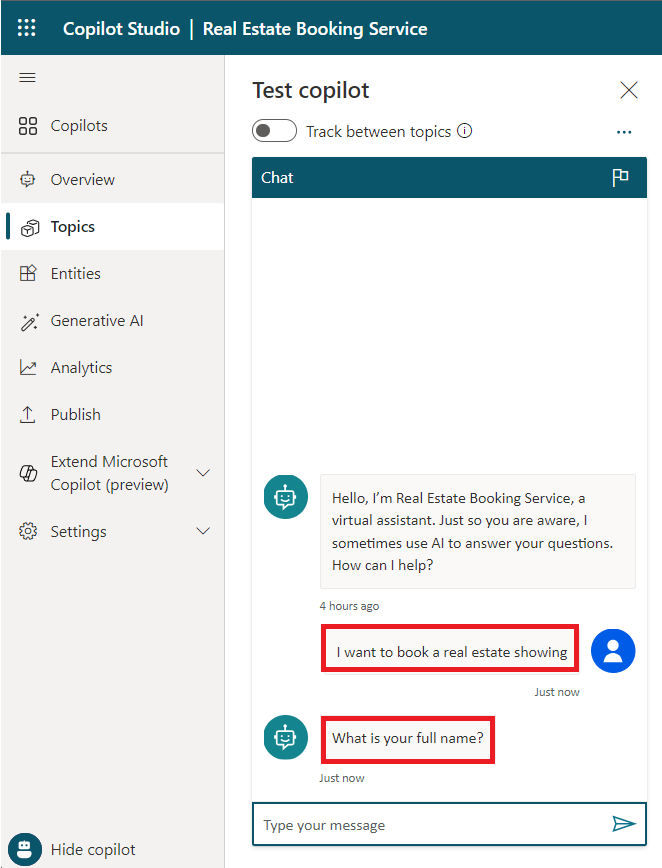 Copilot Studio | Real Estate Booking Service
Copilots
Overview
Topics
Entities
Generative AI
Analytics
Publish
Extend Microsoft
Copilot (preview)
Settings
Hide copilot
Test copilot
Track between topics
Chat
Hello, I'm Real Estate Booking Service, a
virtual assistant. Just so you are aware, I
sometimes use AI to answer your questions.
How can I help?
4 hours ago
I want to book a real estate showing
Just now
What is your full name?
Just now
Type your message